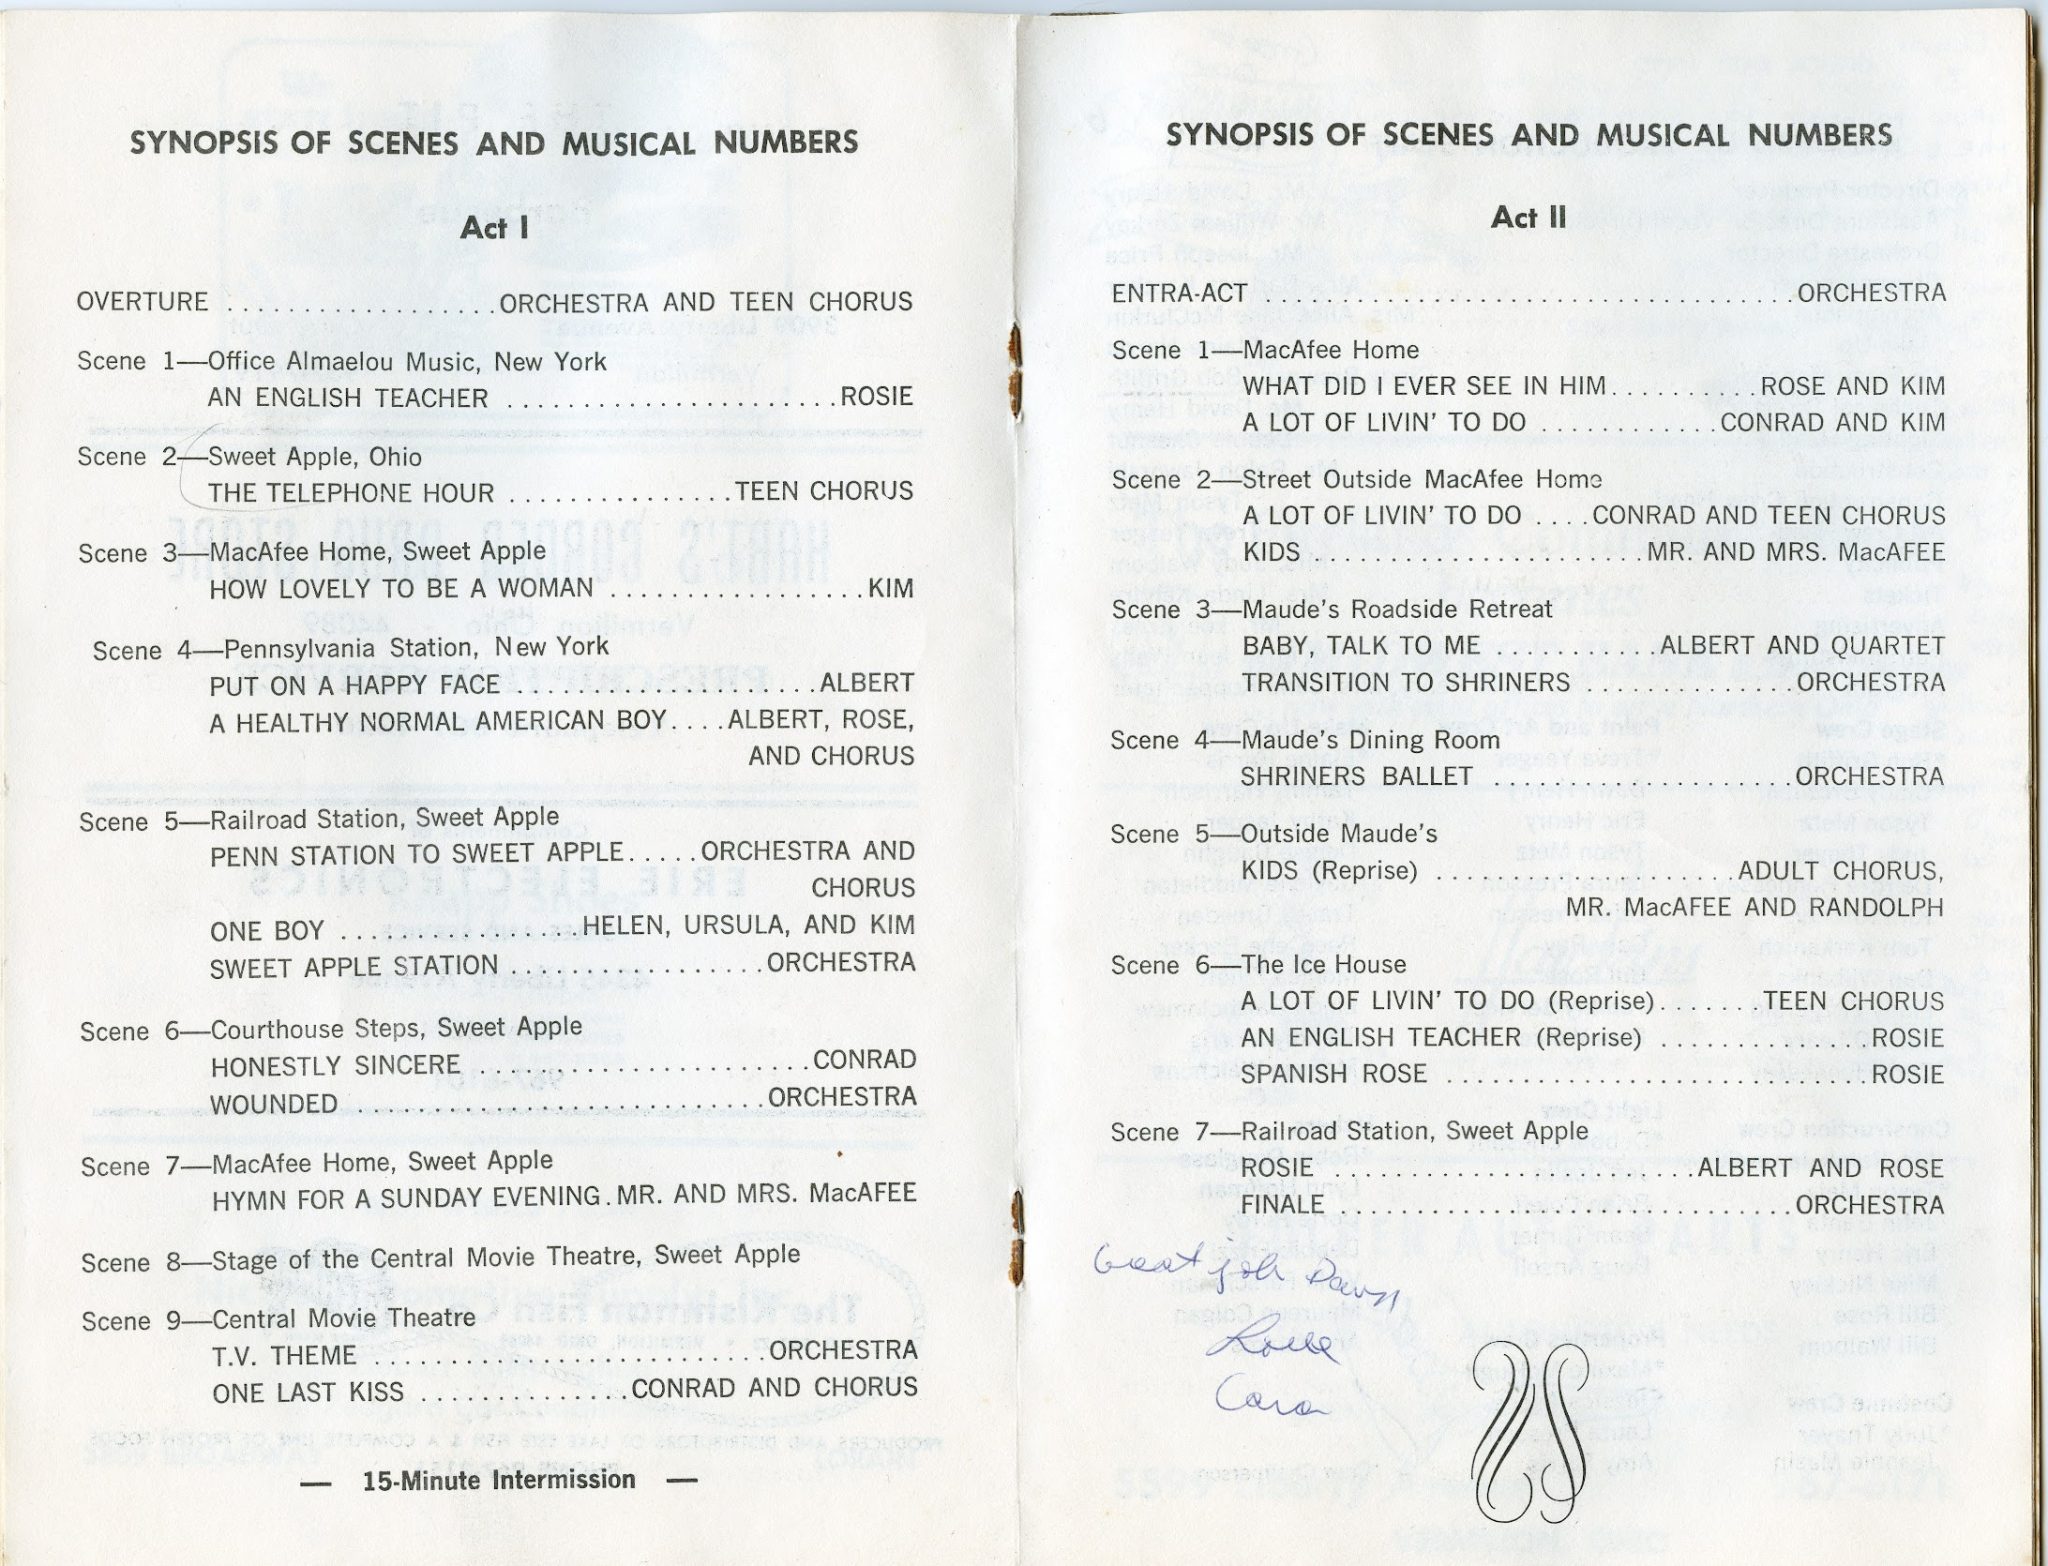 SYNOPSIS OF SCENES AND MUSICAL NUMBERS
Act I
OVERTURE . . . . . . . . . . . . . . . . . ORCHESTRA AND TEEN CHORUS
Scene 1—Office Almaelou Music, New York
AN ENGLISH TEACHER . . . . . . . . . . . . . . . . . . . . . ROSIE
Scene 2—Sweet Apple, Ohio
THE TELEPHONE HOUR . . . . . . . . . . . . . . TEEN CHORUS
Scene 3—MacAfee Home, Sweet Apple
HOW LOVELY TO BE A WOMAN . . . . . . . . . . . . . . . . KIM
Scene 4—Pennsylvania Station, New York
PUT ON A HAPPY FACE . . . . . . . . . . . . . . . . . . . ALBERT
A HEALTHY NORMAL AMERICAN BOY . . . . ALBERT, ROSE,
AND CHORUS
Scene 5—Railroad Station, Sweet Apple
PENN STATION TO SWEET APPLE . . . . . ORCHESTRA AND
CHORUS
ONE BOY . . . . . . . . . . . . . . . HELEN, URSULA, AND KIM
SWEET APPLE STATION . . . . . . . . . . . . . . . . ORCHESTRA
Scene 6—Courthouse Steps, Sweet Apple
HONESTLY SINCERE . . . . . . . . . . . . . . . . . . . . . . CONRAD
WOUNDED . . . . . . . . . . . . . . . . . . . . . . . . . . ORCHESTRA
Scene 7—MacAfee Home, Sweet Apple
HYMN FOR A SUNDAY EVENING . MR. AND MRS. MacAFEE
Scene 8—Stage of the Central Movie Theatre, Sweet Apple
Scene 9—Central Movie Theatre
T.V. THEME . . . . . . . . . . . . . . . . . . . . . . . . . ORCHESTRA
ONE LAST KISS . . . . . . . . . . . . . CONRAD AND CHORUS
— 15-Minute Intermission —
SYNOPSIS OF SCENES AND MUSICAL NUMBERS
Act II
ENTRA-ACT . . . . . . . . . . . . . . . . . . . . . . . . . . . . . . . . . . ORCHESTRA
Scene 1—MacAfee Home
WHAT DID I EVER SEE IN HIM . . . . . . . . . . ROSE AND KIM
A LOT OF LIVIN' TO DO . . . . . . . . . . . . CONRAD AND KIM
Scene 2—Street Outside MacAfee Home
A LOT OF LIVIN' TO DO . . . . CONRAD AND TEEN CHORUS
KIDS . . . . . . . . . . . . . . . . . . . . . MR. AND MRS. MacAFEE
Scene 3—Maude's Roadside Retreat
BABY, TALK TO ME . . . . . . . . . . ALBERT AND QUARTET
TRANSITION TO SHRINERS . . . . . . . . . . . . . ORCHESTRA
Scene 4—Maude's Dining Room
SHRINERS BALLET . . . . . . . . . . . . . . . . . . . ORCHESTRA
Scene 5—Outside Maude's
KIDS (Reprise) . . . . . . . . . . . . . . . . . . . ADULT CHORUS,
MR. MacAFEE AND RANDOLPH
Scene 6—The Ice House
A LOT OF LIVIN' TO DO (Reprise) . . . . . . TEEN CHORUS
AN ENGLISH TEACHER (Reprise) . . . . . . . . . . . . . ROSIE
SPANISH ROSE . . . . . . . . . . . . . . . . . . . . . . . . . . . ROSIE
Scene 7—Railroad Station, Sweet Apple
ROSIE . . . . . . . . . . . . . . . . . . . . . . . . ALBERT AND ROSE
FINALE . . . . . . . . . . . . . . . . . . . . . . . . . . . . . ORCHESTRA
Great job Dawn
Love
Cara